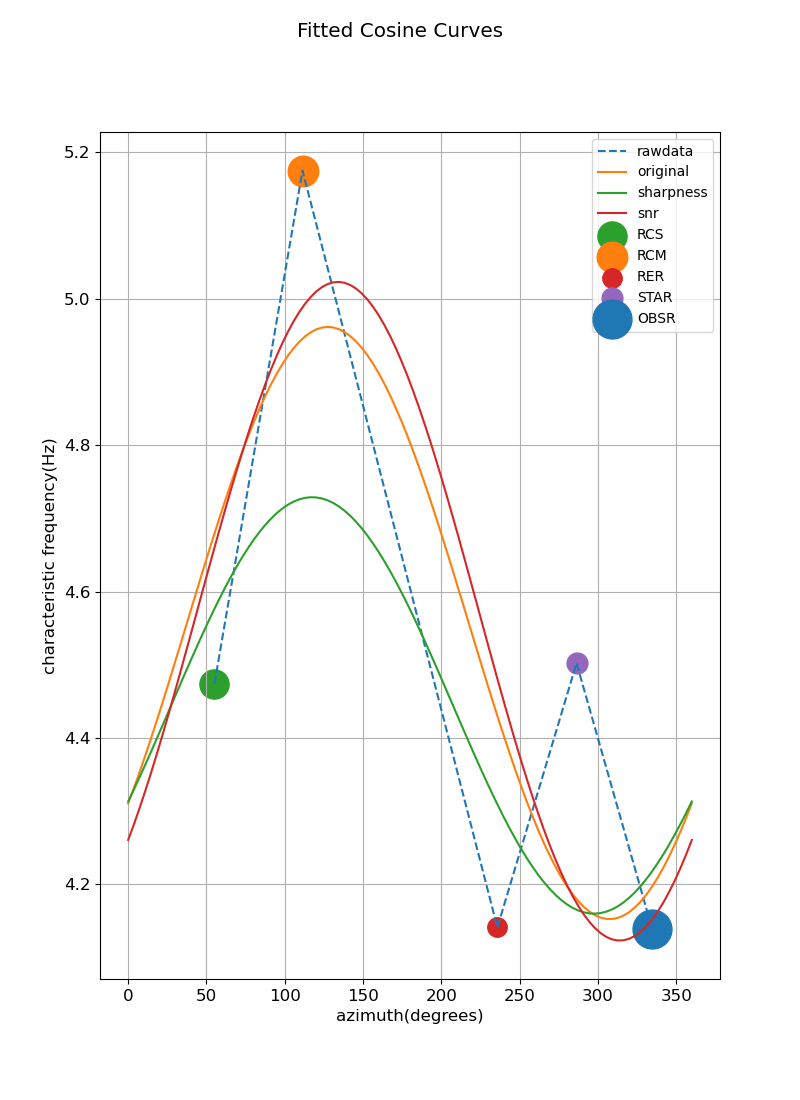 Fitted Cosine Curves
5.2
5.0
4.8
4.6
4.4
4.2
characteristic frequency(Hz)
0 50 100 150 200 250 300 350
azimuth(degrees)
rawdata
original
sharpness
snr
RCS
RCM
RER
STAR
OBSR